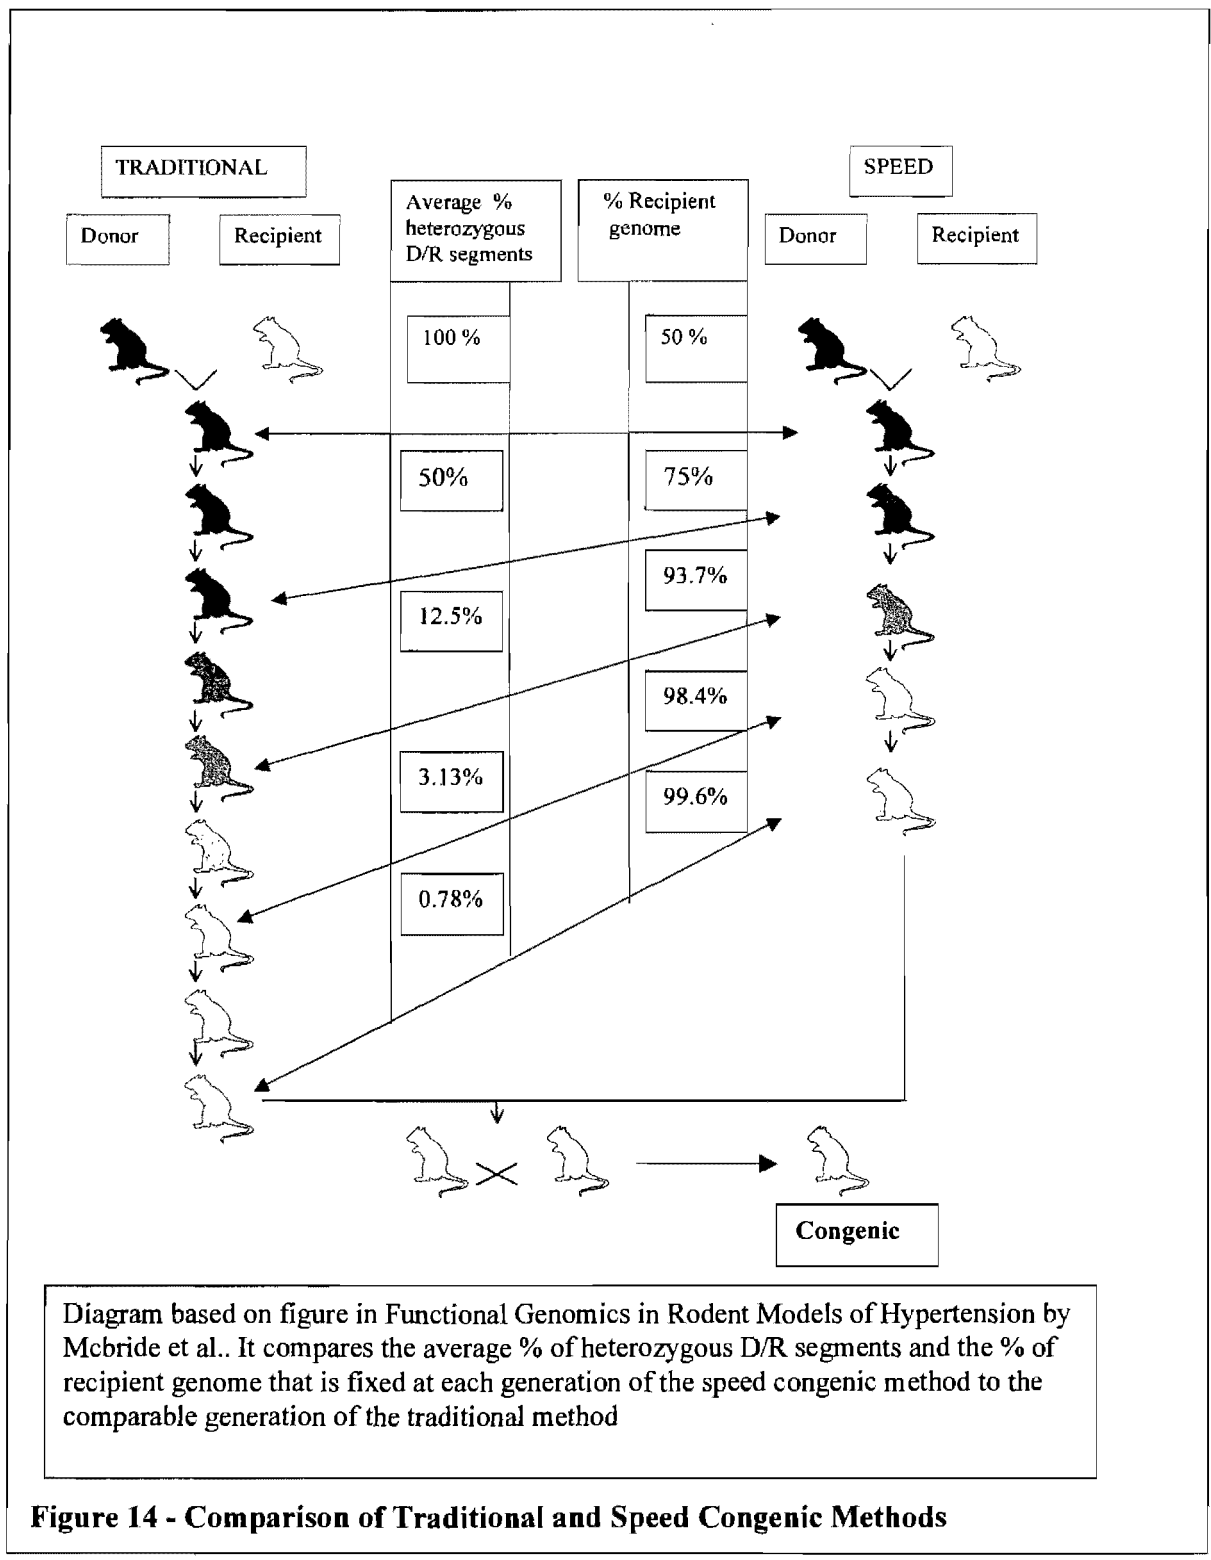 TRADITIONAL
SPEED
Donor
Recipient
Average %
heterozygous
D/R segments
% Recipient
genome
Donor
Recipient
100 %
50 %
50%
75%
93.7%
12.5%
98.4%
3.13%
99.6%
0.78%
Congenic
Diagram based on figure in Functional Genomics in Rodent Models of Hypertension by
Mcbride et al.. It compares the average % of heterozygous D/R segments and the % of
recipient genome that is fixed at each generation of the speed congenic method to the
comparable generation of the traditional method
Figure 14 - Comparison of Traditional and Speed Congenic Methods